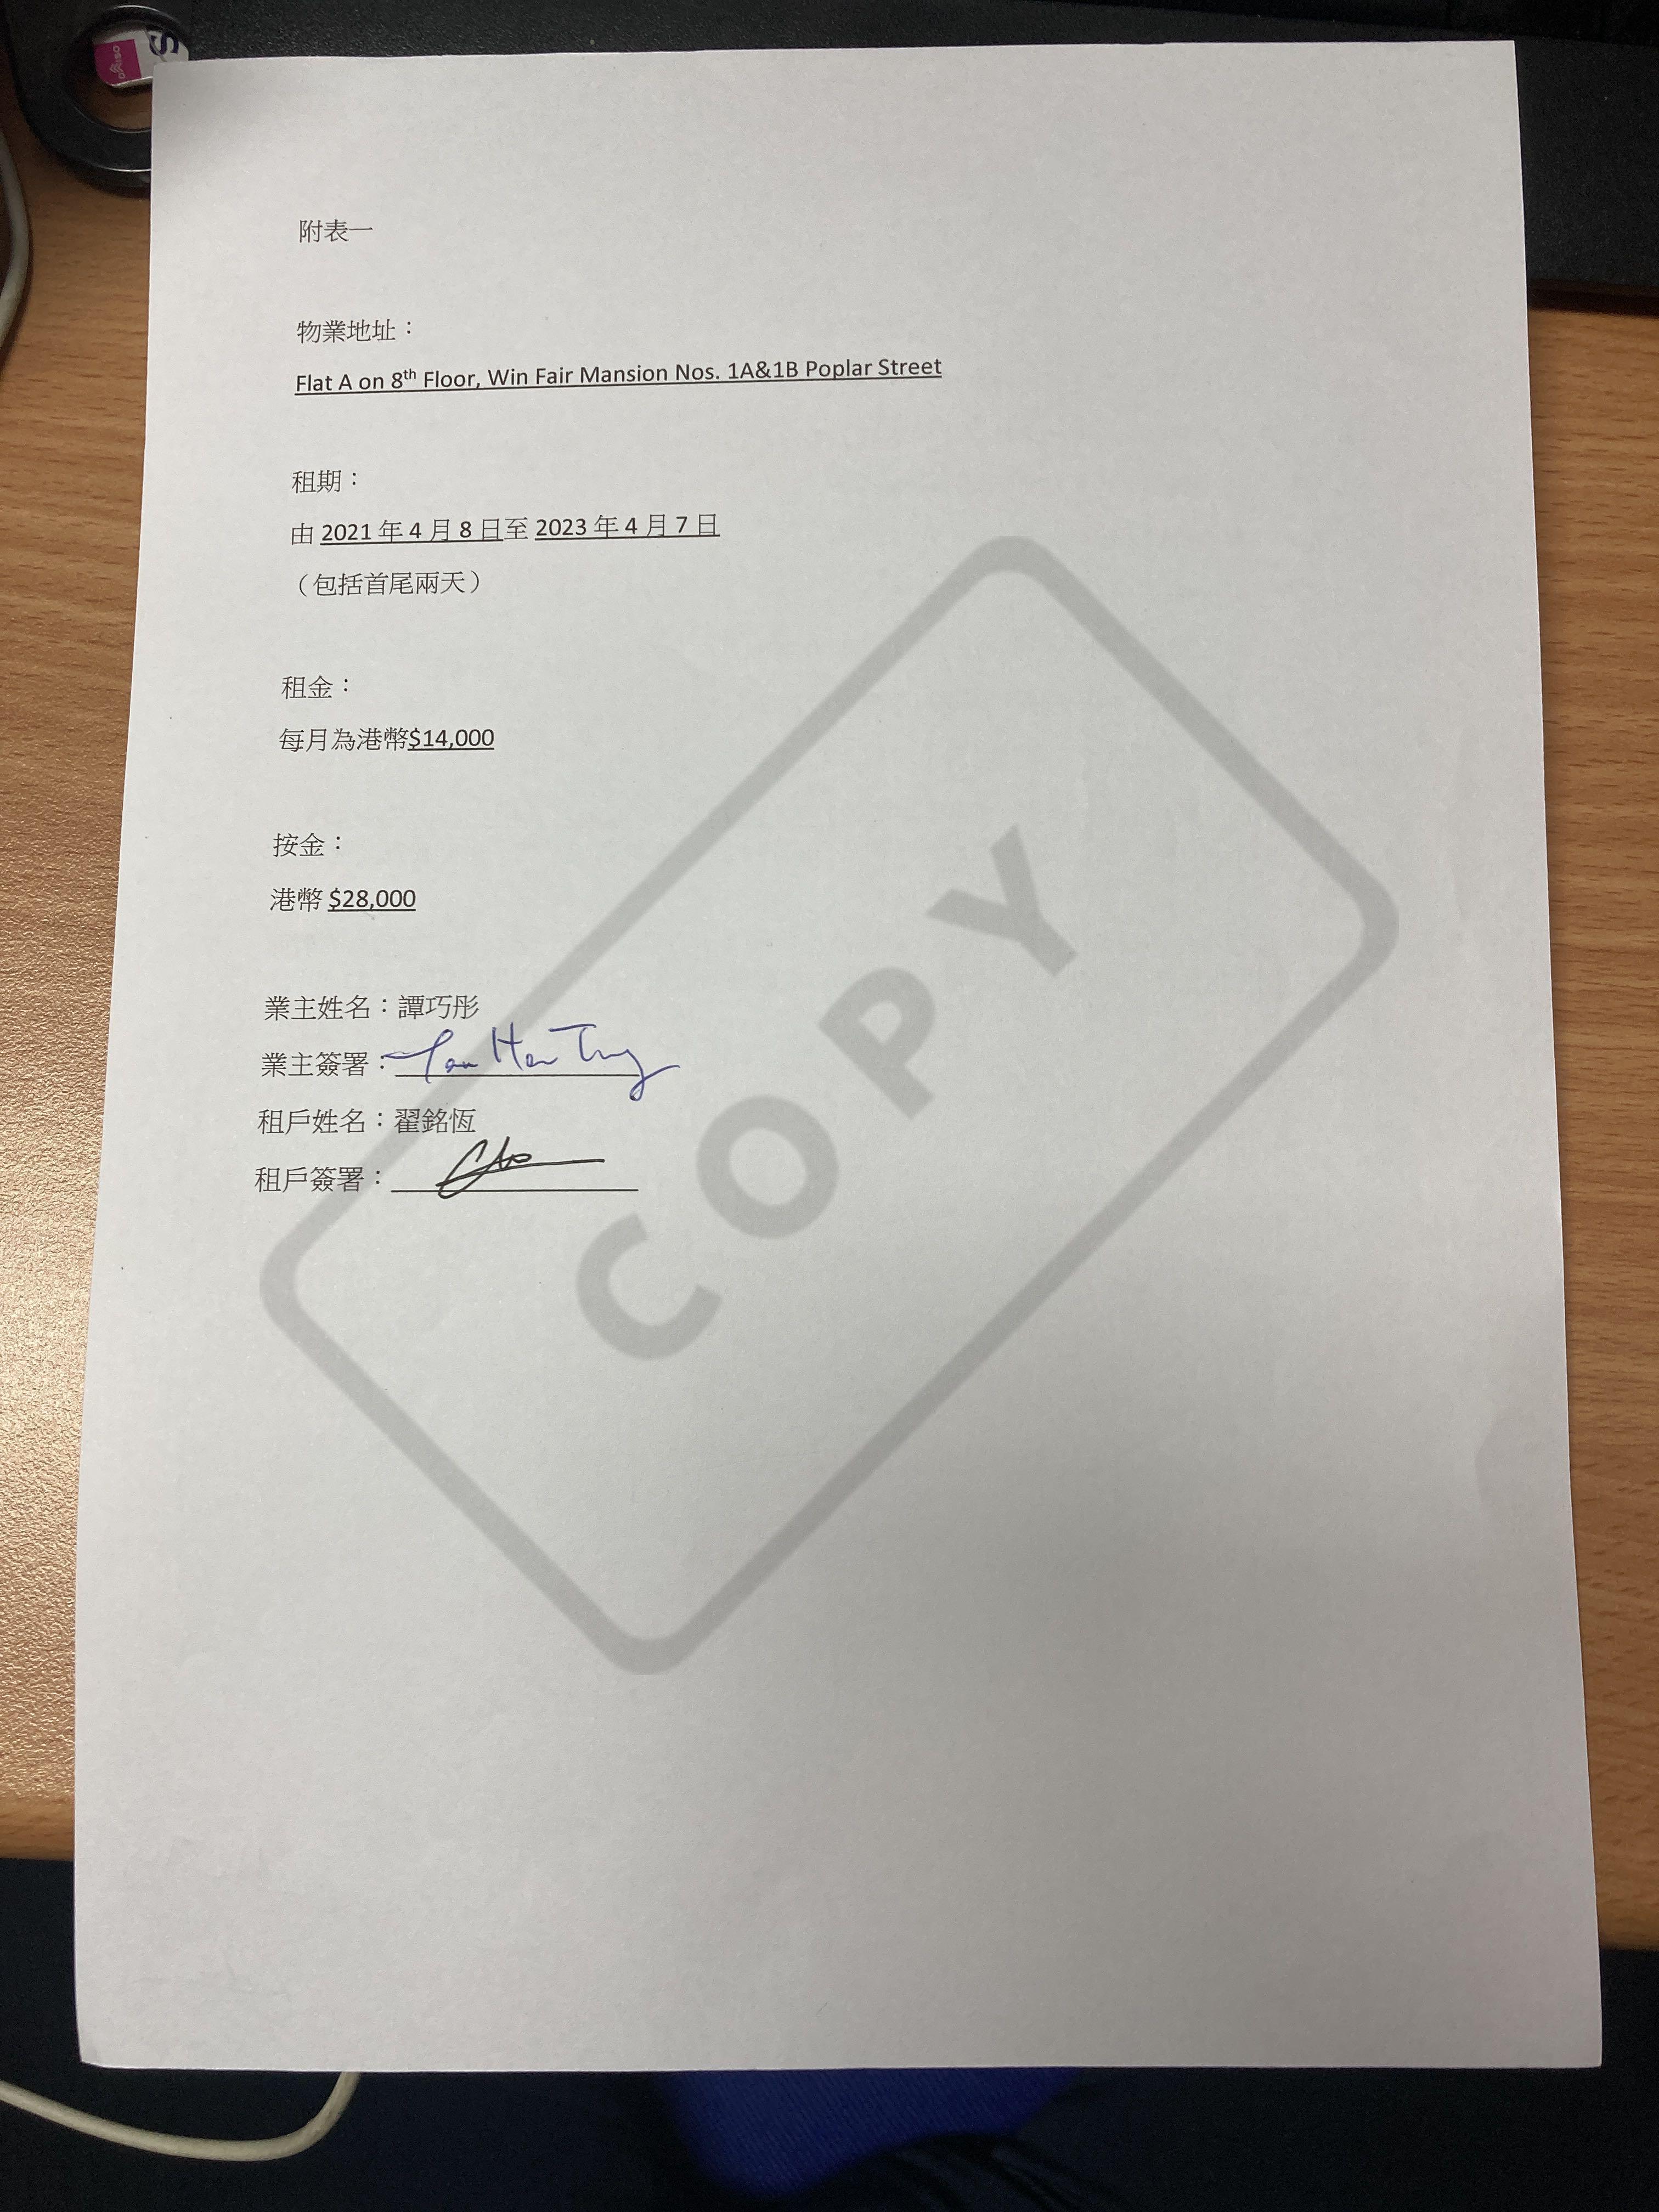 附表一
物業地址：
Flat A on 8th Floor, Win Fair Mansion Nos. 1A&1B Poplar Street
租期：
由 2021 年 4 月 8 日至 2023 年 4 月 7 日
（包括首尾兩天）
租金：
每月為港幣$14,000
按金：
港幣 $28,000
業主姓名：譚巧彤
業主簽署：
租戶姓名：翟銘恆
租戶簽署：
COPY